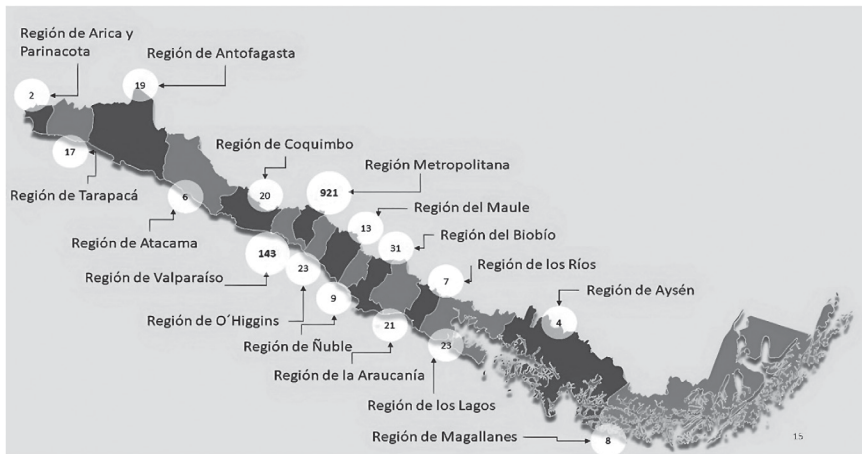 Región de Arica y
Parinacota
2
Región de Antofagasta
19
17
Región de Tarapacá
Región de Coquimbo
20
6
Región de Atacama
Región Metropolitana
921
Región del Maule
13
143
Región de Valparaíso
23
Región de O´Higgins
Región del Biobío
31
9
Región de Ñuble
Región de los Ríos
7
21
Región de la Araucanía
Región de Aysén
4
23
Región de los Lagos
Región de Magallanes
8
15